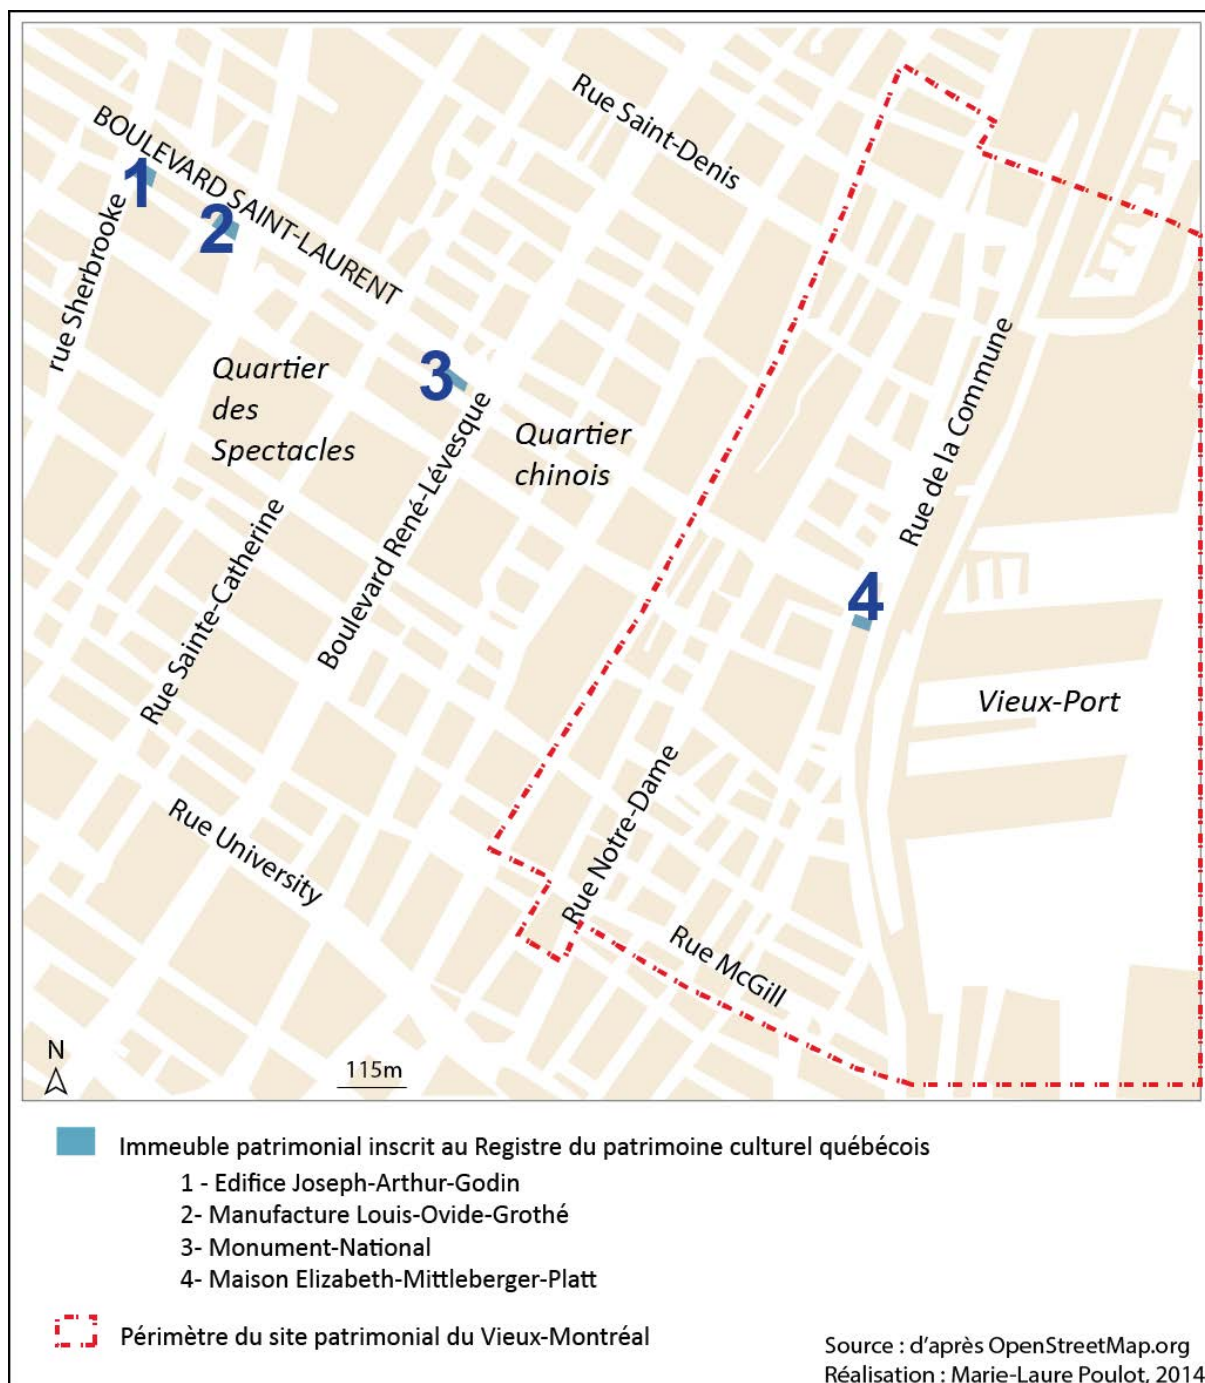 Rue Saint-Denis
BOULEVARD SAINT-LAURENT
1
2
rue Sherbrooke
3
Quartier
des
Spectacles
Quartier
chinois
Rue de la Commune
Boulevard René-Lévesque
Rue Sainte-Catherine
4
Vieux-Port
Rue University
Rue Notre-Dame
Rue McGill
N
115m
Immeuble patrimonial inscrit au Registre du patrimoine culturel québécois
1 - Edifice Joseph-Arthur-Godin
2- Manufacture Louis-Ovide-Grothé
3- Monument-National
4- Maison Elizabeth-Mittleberger-Platt
Périmètre du site patrimonial du Vieux-Montréal
Source : d'après OpenStreetMap.org
Réalisation : Marie-Laure Poulot, 2014